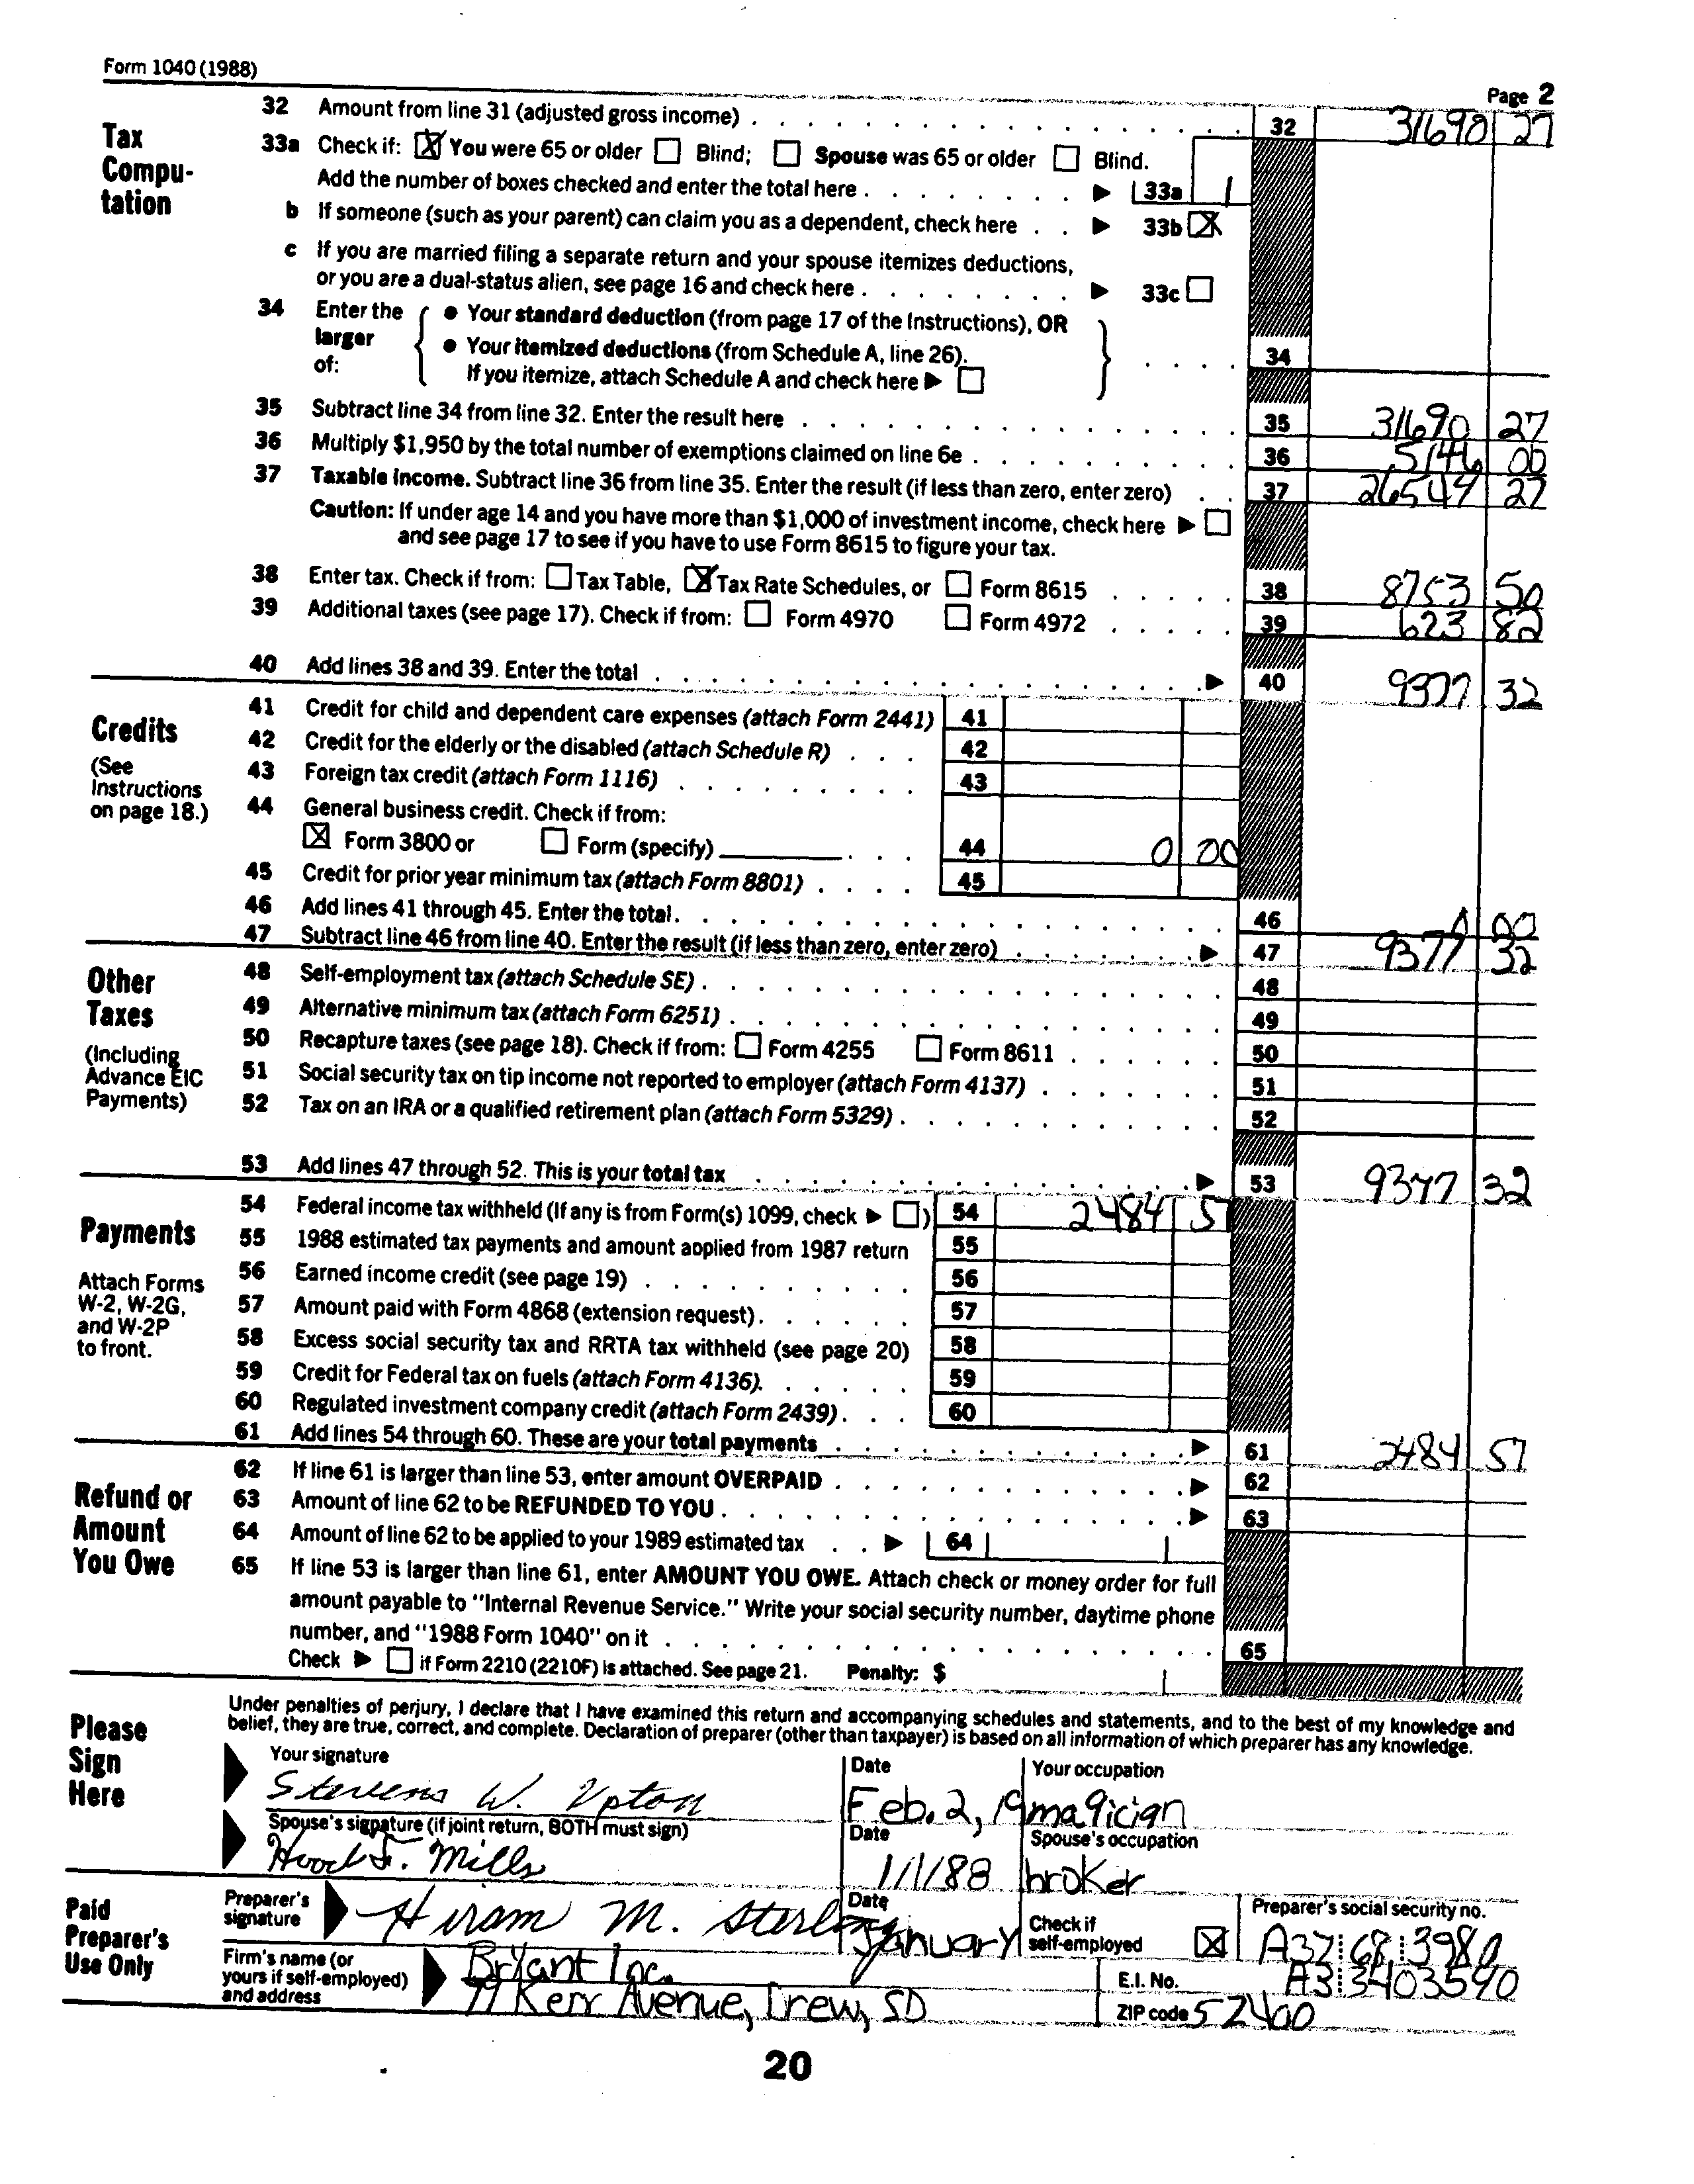 Form 1040 (1988)
Page 2
Tax Computation
32 Amount from line 31 (adjusted gross income) 32 31690 27
33a Check if: [X] You were 65 or older [ ] Blind; [ ] Spouse was 65 or older [ ] Blind.
Add the number of boxes checked and enter the total here ▶ 33a 1
b If someone (such as your parent) can claim you as a dependent, check here ▶ 33b [X]
c If you are married filing a separate return and your spouse itemizes deductions,
or you are a dual-status alien, see page 16 and check here ▶ 33c [ ]
34 Enter the larger of:
• Your standard deduction (from page 17 of the Instructions), OR
• Your itemized deductions (from Schedule A, line 26).
If you itemize, attach Schedule A and check here ▶ [ ] 34
35 Subtract line 34 from line 32. Enter the result here 35 31690 27
36 Multiply $1,950 by the total number of exemptions claimed on line 6e 36 5146 00
37 Taxable income. Subtract line 36 from line 35. Enter the result (if less than zero, enter zero) 37 26544 27
Caution: If under age 14 and you have more than $1,000 of investment income, check here ▶ [ ]
and see page 17 to see if you have to use Form 8615 to figure your tax.
38 Enter tax. Check if from: [ ] Tax Table, [X] Tax Rate Schedules, or [ ] Form 8615 38 8753 50
39 Additional taxes (see page 17). Check if from: [ ] Form 4970 [ ] Form 4972 39 623 82
40 Add lines 38 and 39. Enter the total ▶ 40 9377 32
Credits
(See Instructions on page 18.)
41 Credit for child and dependent care expenses (attach Form 2441) 41
42 Credit for the elderly or the disabled (attach Schedule R) 42
43 Foreign tax credit (attach Form 1116) 43
44 General business credit. Check if from:
[X] Form 3800 or [ ] Form (specify) 44 0 00
45 Credit for prior year minimum tax (attach Form 8801) 45
46 Add lines 41 through 45. Enter the total 46 0 00
47 Subtract line 46 from line 40. Enter the result (if less than zero, enter zero) ▶ 47 9377 32
Other Taxes
(Including Advance EIC Payments)
48 Self-employment tax (attach Schedule SE) 48
49 Alternative minimum tax (attach Form 6251) 49
50 Recapture taxes (see page 18). Check if from: [ ] Form 4255 [ ] Form 8611 50
51 Social security tax on tip income not reported to employer (attach Form 4137) 51
52 Tax on an IRA or a qualified retirement plan (attach Form 5329) 52
53 Add lines 47 through 52. This is your total tax ▶ 53 9377 32
Payments
Attach Forms W-2, W-2G, and W-2P to front.
54 Federal income tax withheld (If any is from Form(s) 1099, check ▶ [ ]) 54 2484 57
55 1988 estimated tax payments and amount applied from 1987 return 55
56 Earned income credit (see page 19) 56
57 Amount paid with Form 4868 (extension request) 57
58 Excess social security tax and RRTA tax withheld (see page 20) 58
59 Credit for Federal tax on fuels (attach Form 4136) 59
60 Regulated investment company credit (attach Form 2439) 60
61 Add lines 54 through 60. These are your total payments ▶ 61 2484 57
Refund or Amount You Owe
62 If line 61 is larger than line 53, enter amount OVERPAID ▶ 62
63 Amount of line 62 to be REFUNDED TO YOU ▶ 63
64 Amount of line 62 to be applied to your 1989 estimated tax ▶ 64
65 If line 53 is larger than line 61, enter AMOUNT YOU OWE. Attach check or money order for full
amount payable to "Internal Revenue Service." Write your social security number, daytime phone
number, and "1988 Form 1040" on it 65
Check ▶ [ ] if Form 2210 (2210F) is attached. See page 21. Penalty: $
Please Sign Here
Under penalties of perjury, I declare that I have examined this return and accompanying schedules and statements, and to the best of my knowledge and
belief, they are true, correct, and complete. Declaration of preparer (other than taxpayer) is based on all information of which preparer has any knowledge.
Your signature Date Your occupation
Stevens W. Upton Feb. 2, 19 magician
Spouse's signature (if joint return, BOTH must sign) Date Spouse's occupation
Hood F. Mills 1/1/88 broker
Paid Preparer's Use Only
Preparer's signature Hiram M. Sterling Date January Check if self-employed [X] Preparer's social security no. A37 68 3980
Firm's name (or yours if self-employed) and address
Bryant Inc. E.I. No. A3 3403590
77 Kerr Avenue, Drew, SD ZIP code 52400
20